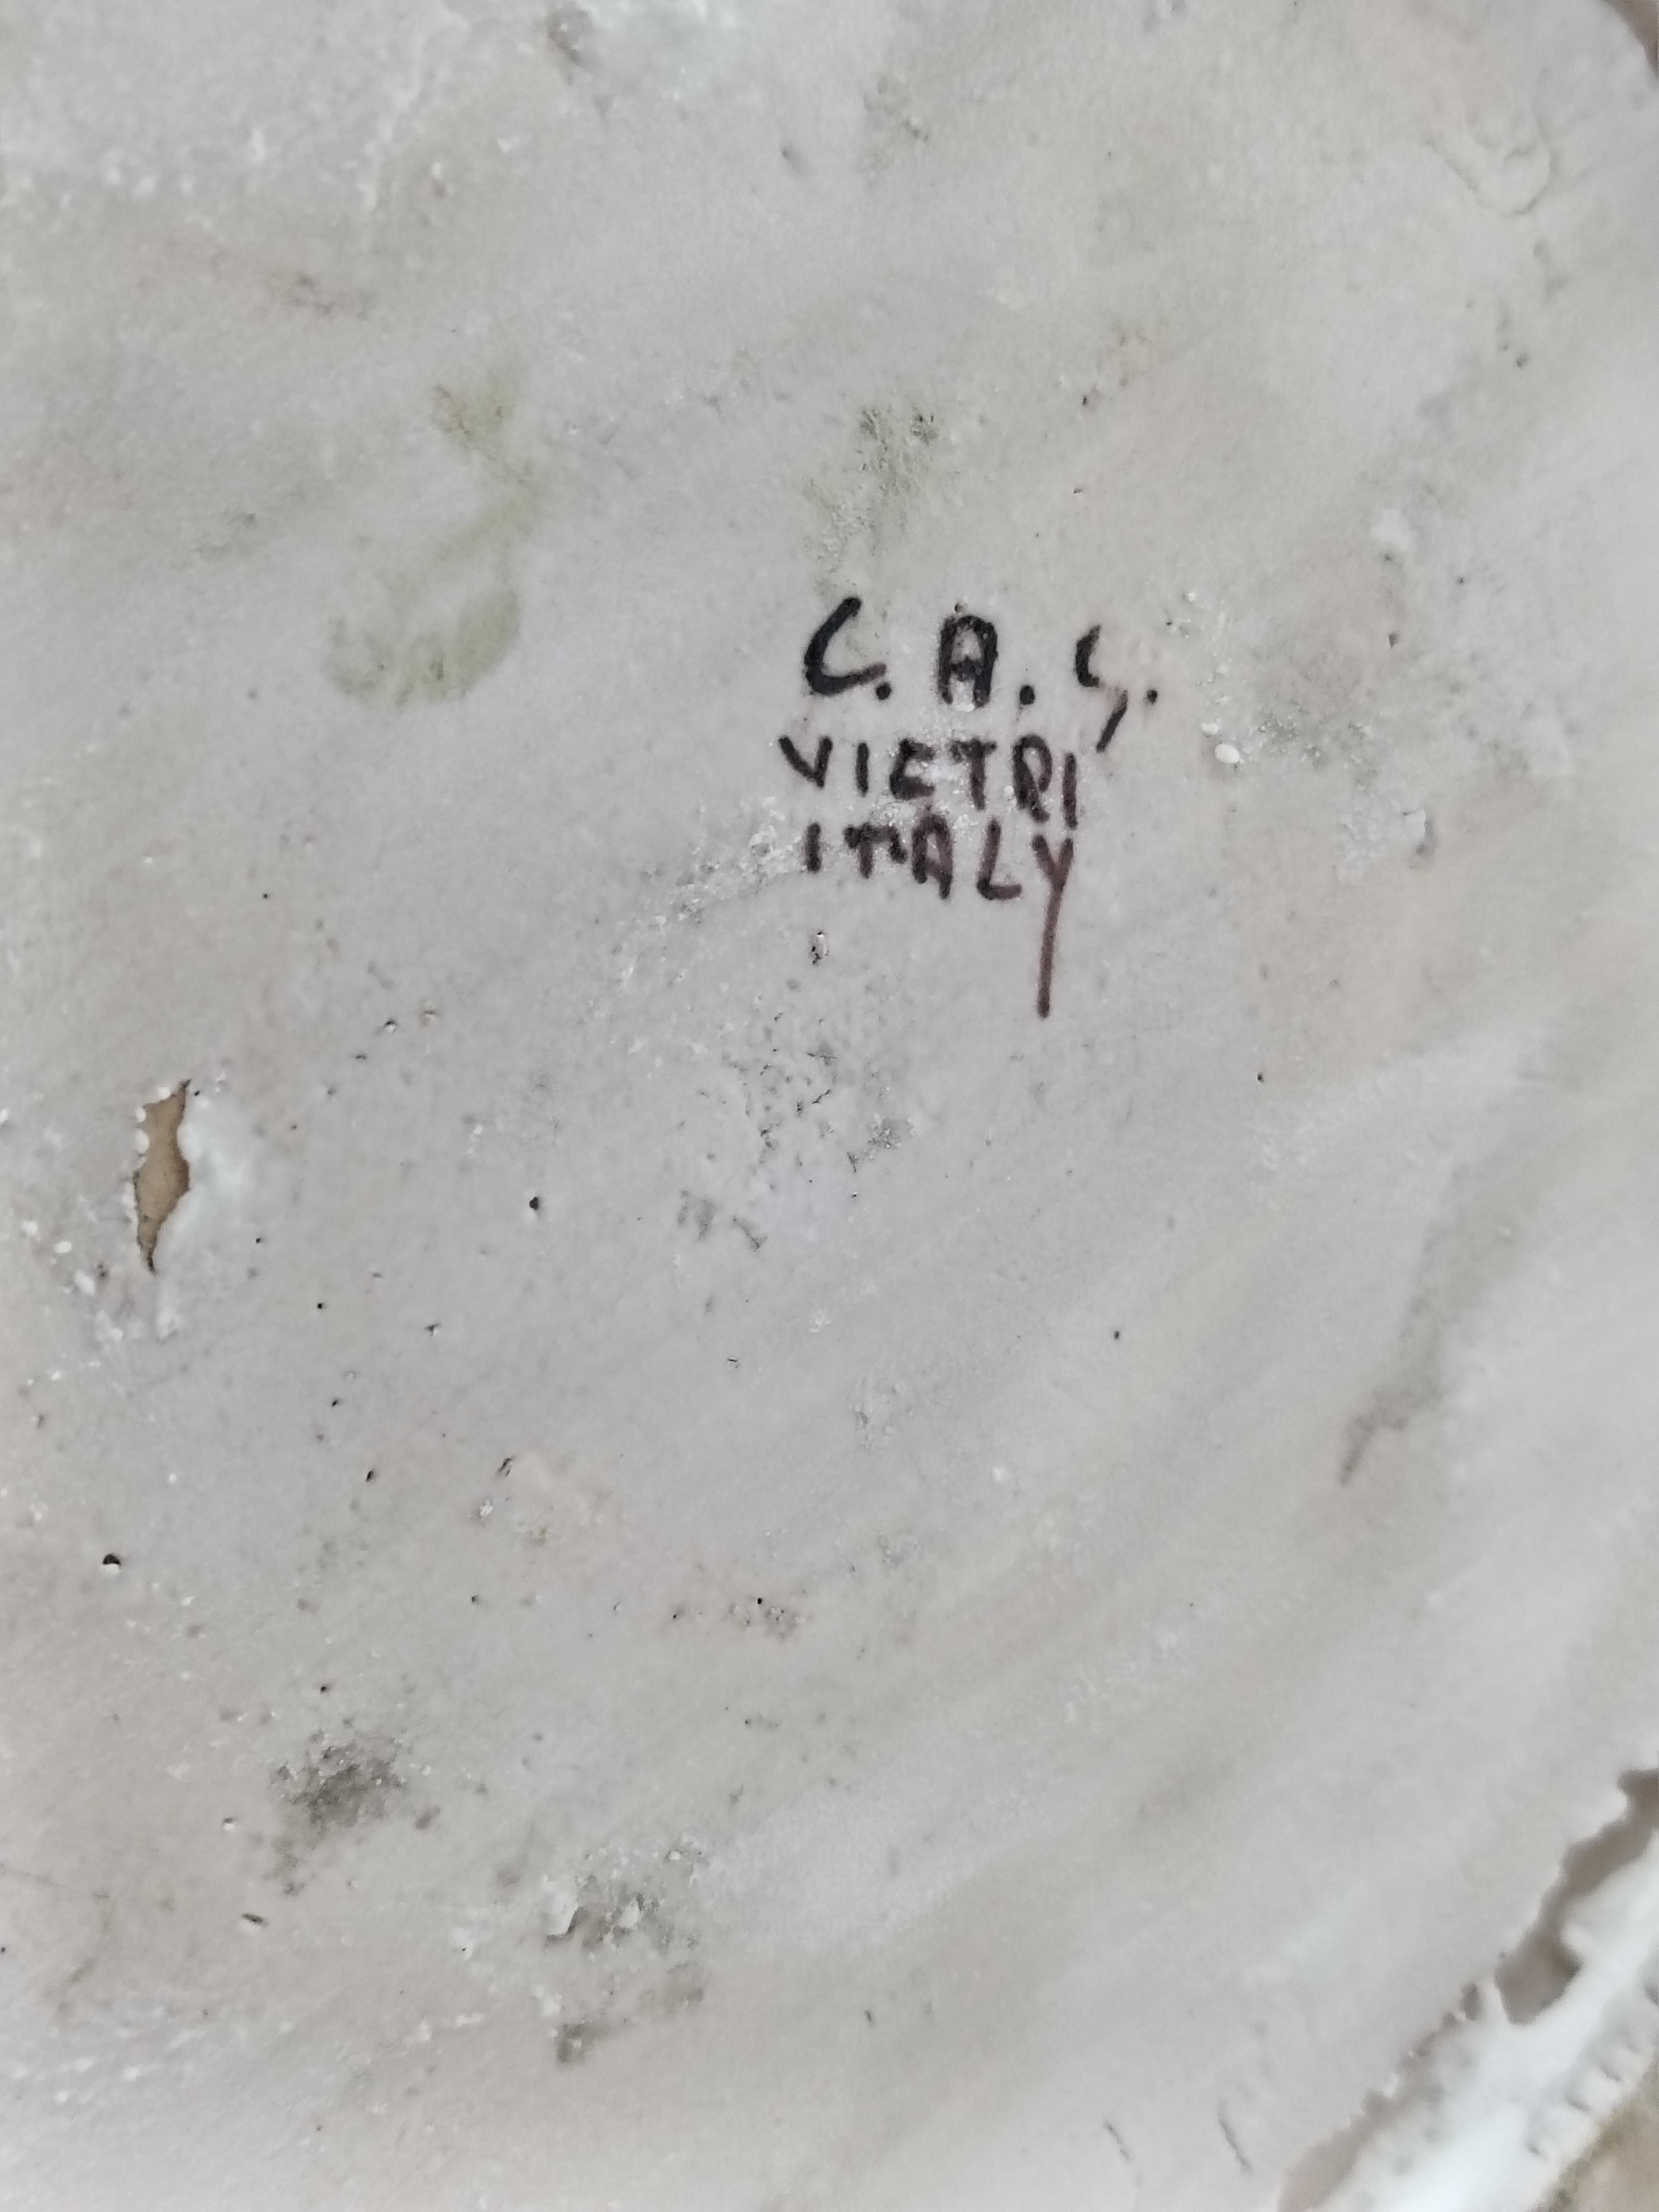 C. A. S.
VIETRI
ITALY